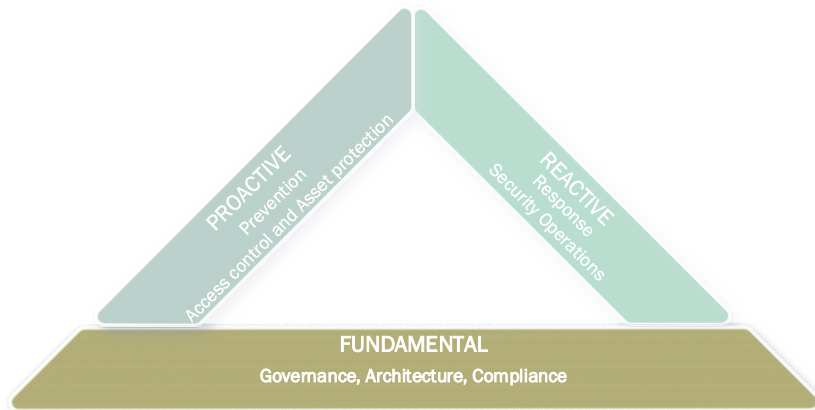 PROACTIVE
Prevention
Access control and Asset protection
REACTIVE
Response
Security Operations
FUNDAMENTAL
Governance, Architecture, Compliance